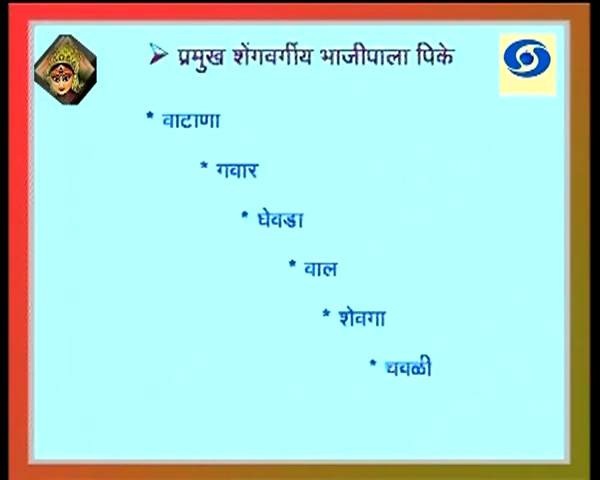 ➢ प्रमुख शेंगवर्गीय भाजीपाला पिके
* वाटाणा
* गवार
* घेवडा
* वाल
* शेवगा
* चवळी